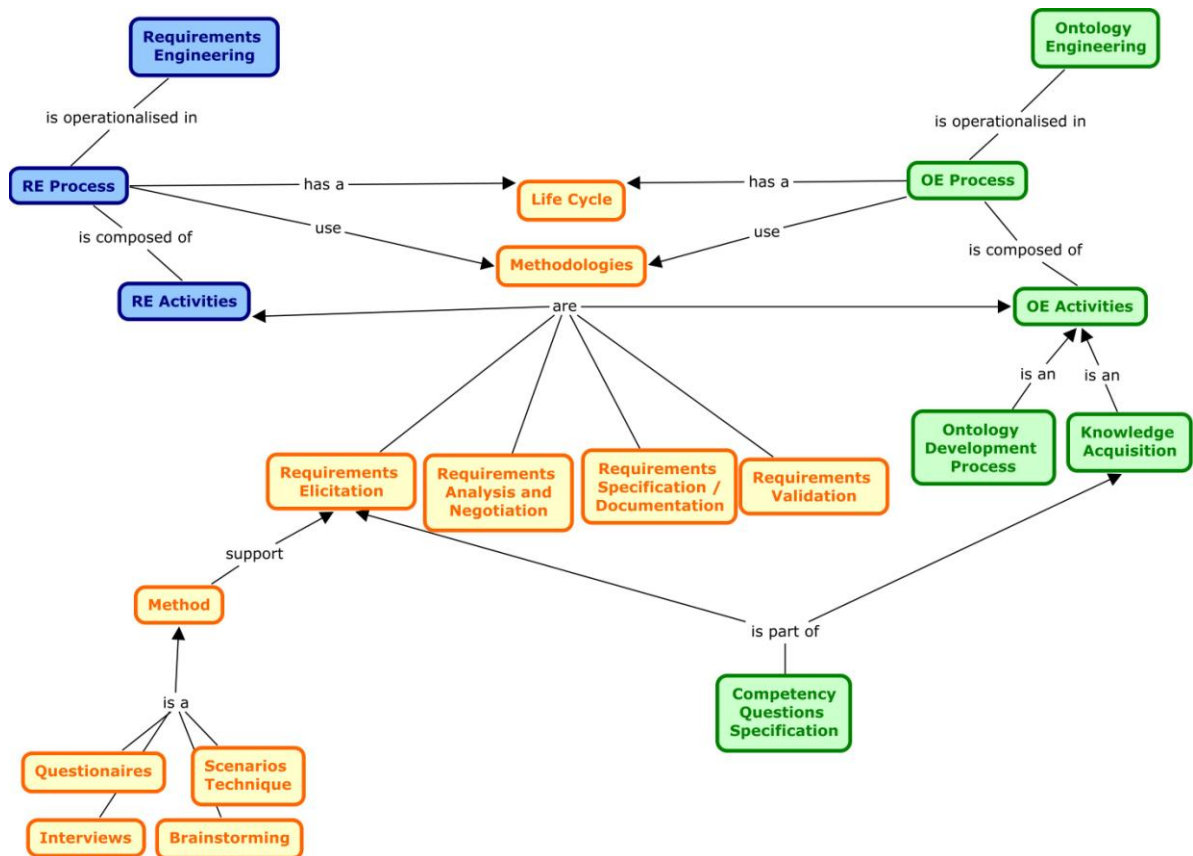 Requirements
Engineering
Ontology
Engineering
is operationalised in
is operationalised in
RE Process
has a
Life Cycle
has a
OE Process
use
use
is composed of
is composed of
Methodologies
RE Activities
are
OE Activities
is an
is an
Requirements
Elicitation
Requirements
Analysis and
Negotiation
Requirements
Specification /
Documentation
Requirements
Validation
Ontology
Development
Process
Knowledge
Acquisition
support
Method
is part of
Competency
Questions
Specification
is a
Questionaires
Scenarios
Technique
Interviews
Brainstorming